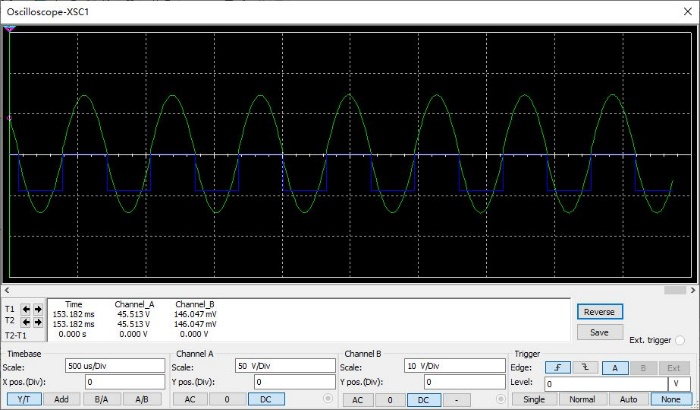 Oscilloscope-XSC1
Time Channel_A Channel_B
T1 153.182 ms 45.513 V 146.047 mV
T2 153.182 ms 45.513 V 146.047 mV
T2-T1 0.000 s 0.000 V 0.000 V
Reverse
Save
Ext. trigger
Timebase Channel A Channel B Trigger
Scale: 500 us/Div Scale: 50 V/Div Scale: 10 V/Div Edge: A B Ext
X pos.(Div): 0 Y pos.(Div): 0 Y pos.(Div): 0 Level: 0 V
Y/T Add B/A A/B AC 0 DC AC 0 DC - Single Normal Auto None